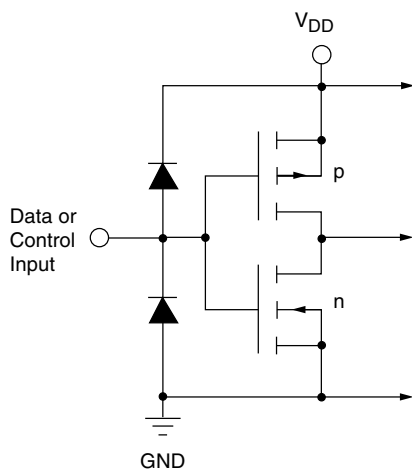 VDD
p
Data or
Control
Input
n
GND